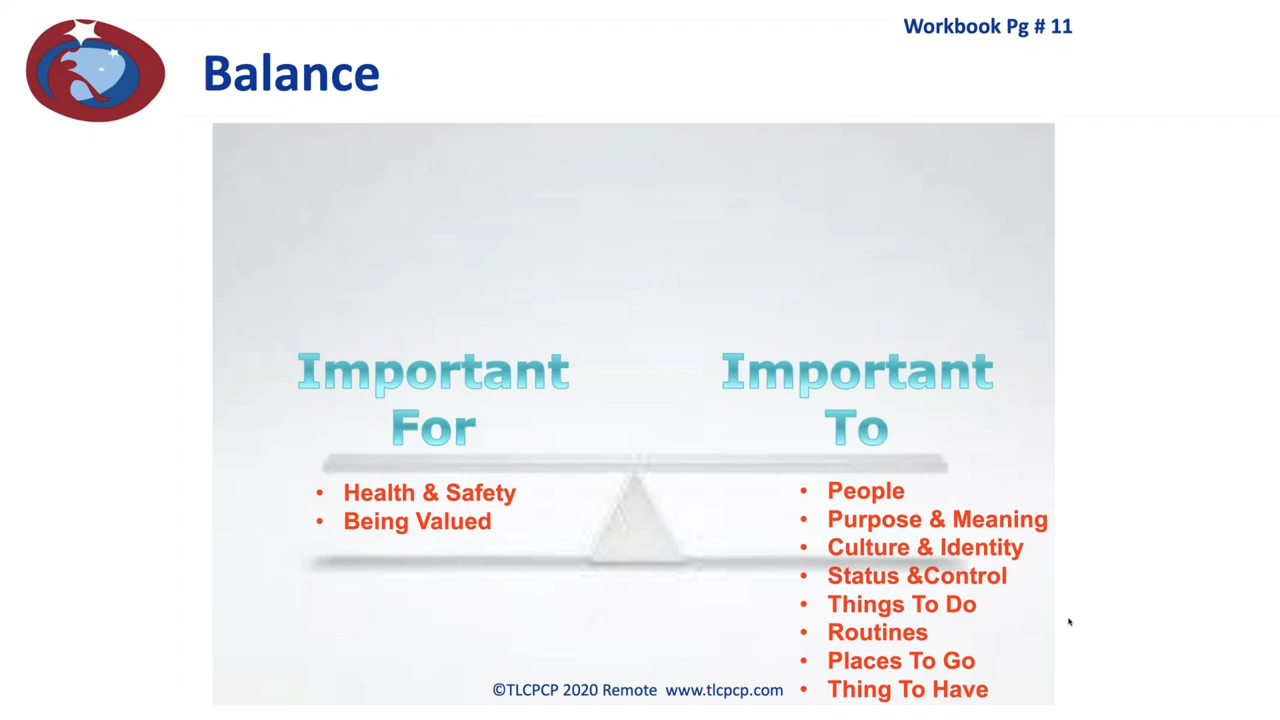 Workbook Pg # 11
Balance
Important
For
• Health & Safety
• Being Valued
Important
To
• People
• Purpose & Meaning
• Culture & Identity
• Status &Control
• Things To Do
• Routines
• Places To Go
• Thing To Have
©TLCPCP 2020 Remote www.tlcpcp.com